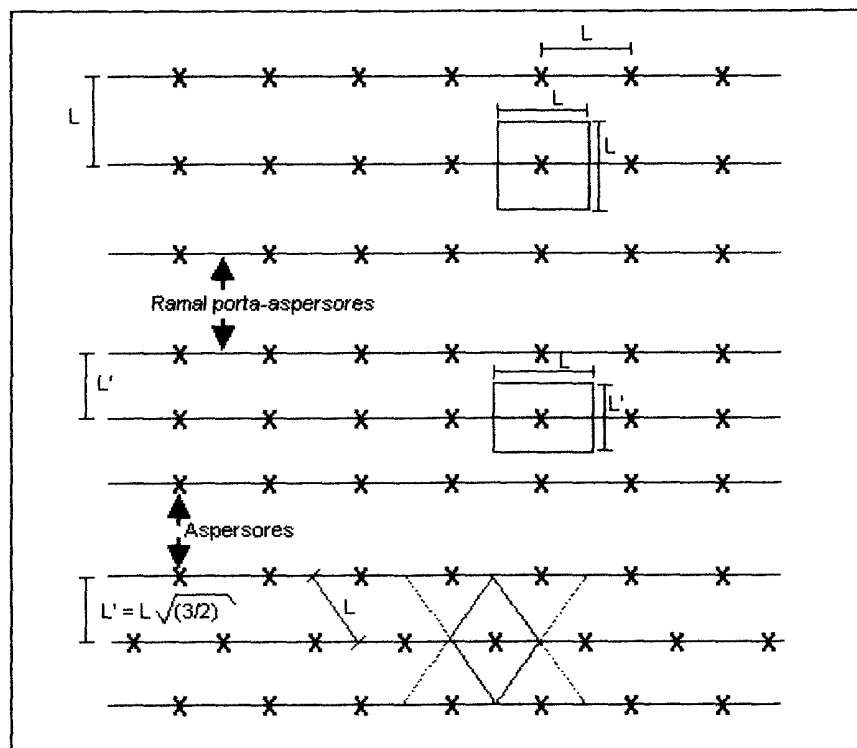 L
L
L
L
Ramal porta-aspersores
L'
L
L'
Aspersores
L' = L √(3/2)
L